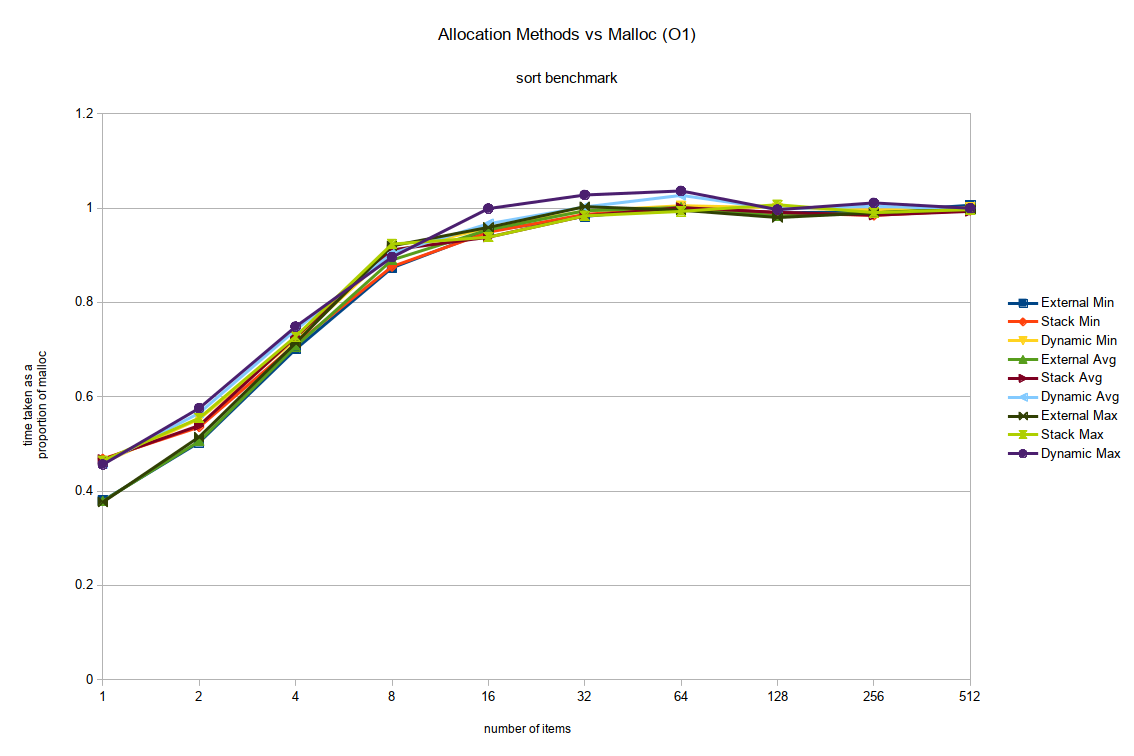 Allocation Methods vs Malloc (O1)
sort benchmark
1.2
1
0.8
0.6
0.4
0.2
0
time taken as a
proportion of malloc
1 2 4 8 16 32 64 128 256 512
number of items
External Min
Stack Min
Dynamic Min
External Avg
Stack Avg
Dynamic Avg
External Max
Stack Max
Dynamic Max